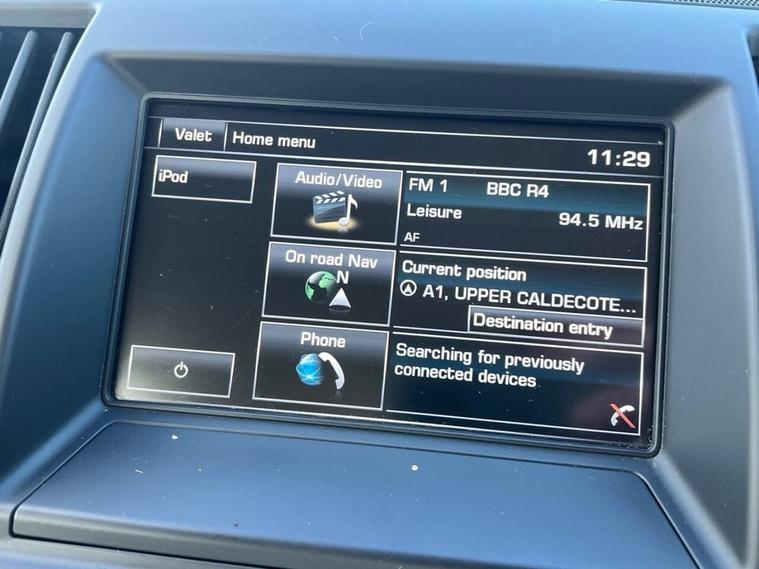 Valet Home menu
11:29
iPod
Audio/Video
FM 1 BBC R4
Leisure 94.5 MHz
AF
On road Nav
N
Current position
A1, UPPER CALDECOTE...
Destination entry
Phone
Searching for previously
connected devices